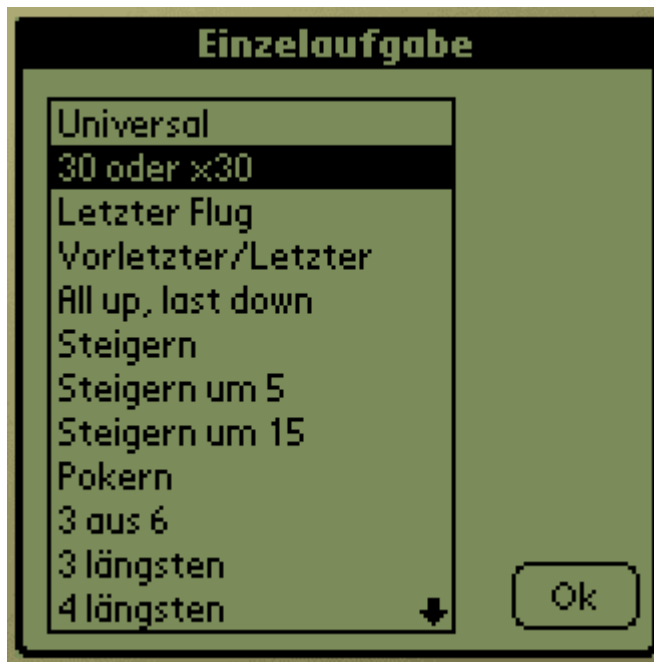 Einzelaufgabe
Universal
30 oder x30
Letzter Flug
Vorletzter/Letzter
All up, last down
Steigern
Steigern um 5
Steigern um 15
Pokern
3 aus 6
3 längsten
4 längsten
Ok